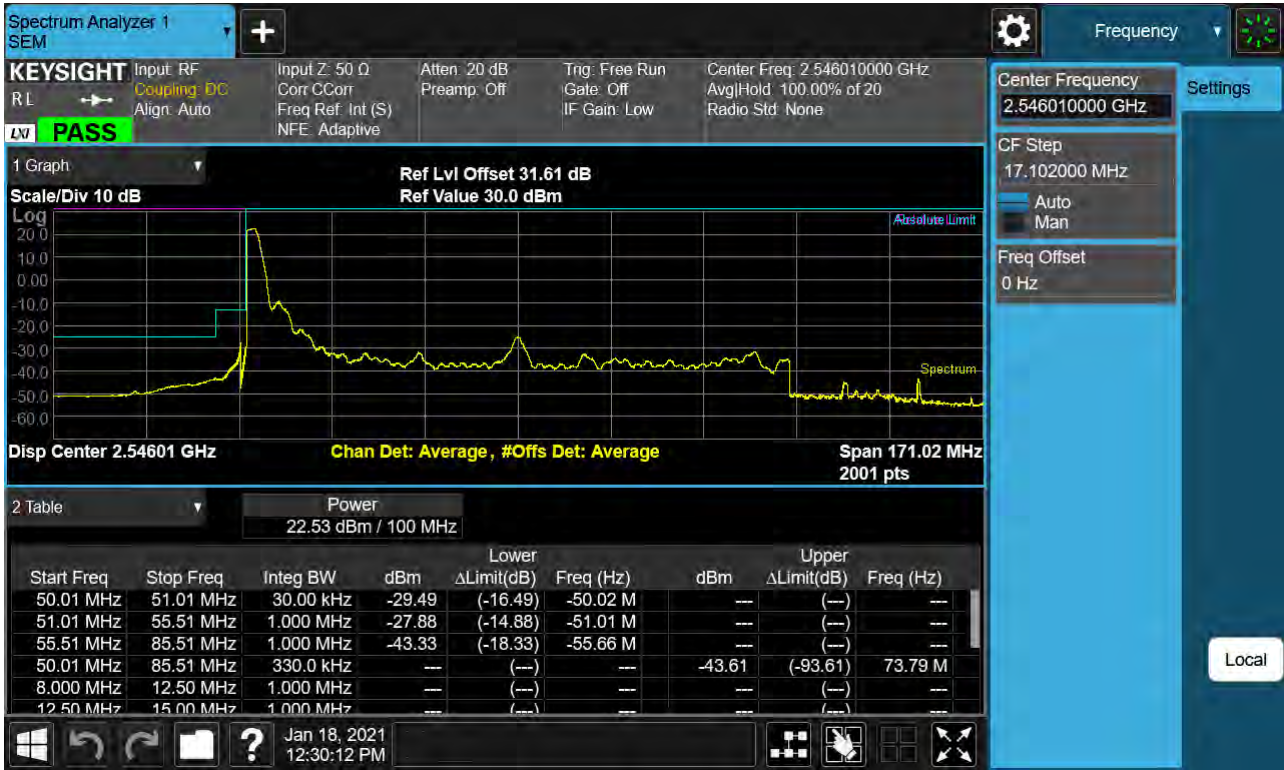 Spectrum Analyzer 1
SEM
Frequency
KEYSIGHT
Input: RF
Coupling: DC
Align: Auto
Input Z: 50 Ω
Corr CCorr
Freq Ref: Int (S)
NFE: Adaptive
Atten: 20 dB
Preamp: Off
Trig: Free Run
Gate: Off
IF Gain: Low
Center Freq: 2.546010000 GHz
Avg|Hold: 100.00% of 20
Radio Std: None
R L
LXI PASS
Center Frequency
2.546010000 GHz
Settings
CF Step
17.102000 MHz
Auto
Man
Freq Offset
0 Hz
Local
1 Graph
Ref Lvl Offset 31.61 dB
Scale/Div 10 dB Ref Value 30.0 dBm
Log
20.0
10.0
0.00
-10.0
-20.0
-30.0
-40.0
-50.0
-60.0
Limit
Spectrum
Disp Center 2.54601 GHz Chan Det: Average , #Offs Det: Average Span 171.02 MHz
2001 pts
2 Table
Power
22.53 dBm / 100 MHz
Lower Upper
Start Freq Stop Freq Integ BW dBm ΔLimit(dB) Freq (Hz) dBm ΔLimit(dB) Freq (Hz)
50.01 MHz 51.01 MHz 30.00 kHz -29.49 (-16.49) -50.02 M --- (---) ---
51.01 MHz 55.51 MHz 1.000 MHz -27.88 (-14.88) -51.01 M --- (---) ---
55.51 MHz 85.51 MHz 1.000 MHz -43.33 (-18.33) -55.66 M --- (---) ---
50.01 MHz 85.51 MHz 330.0 kHz --- (---) --- -43.61 (-93.61) 73.79 M
8.000 MHz 12.50 MHz 1.000 MHz --- (---) --- --- (---) ---
12.50 MHz 15.00 MHz 1.000 MHz --- (---) --- --- (---) ---
? Jan 18, 2021
12:30:12 PM